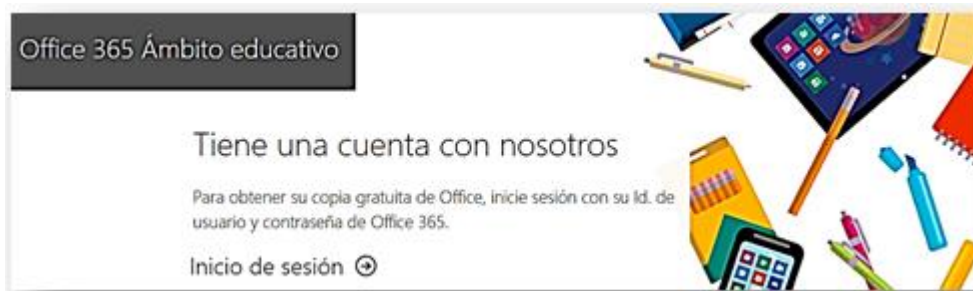 Office 365 Ámbito educativo
Tiene una cuenta con nosotros
Para obtener su copia gratuita de Office, inicie sesión con su Id. de
usuario y contraseña de Office 365.
Inicio de sesión